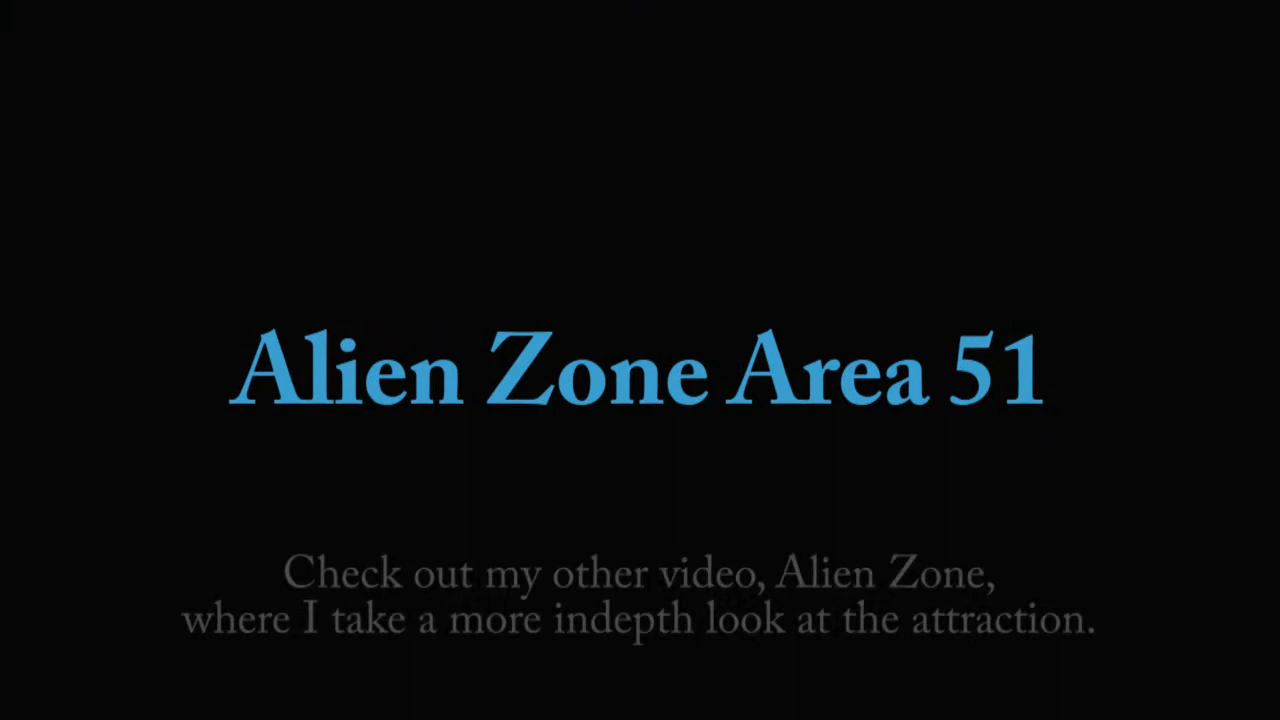 Alien Zone Area 51
Check out my other video, Alien Zone,
where I take a more indepth look at the attraction.